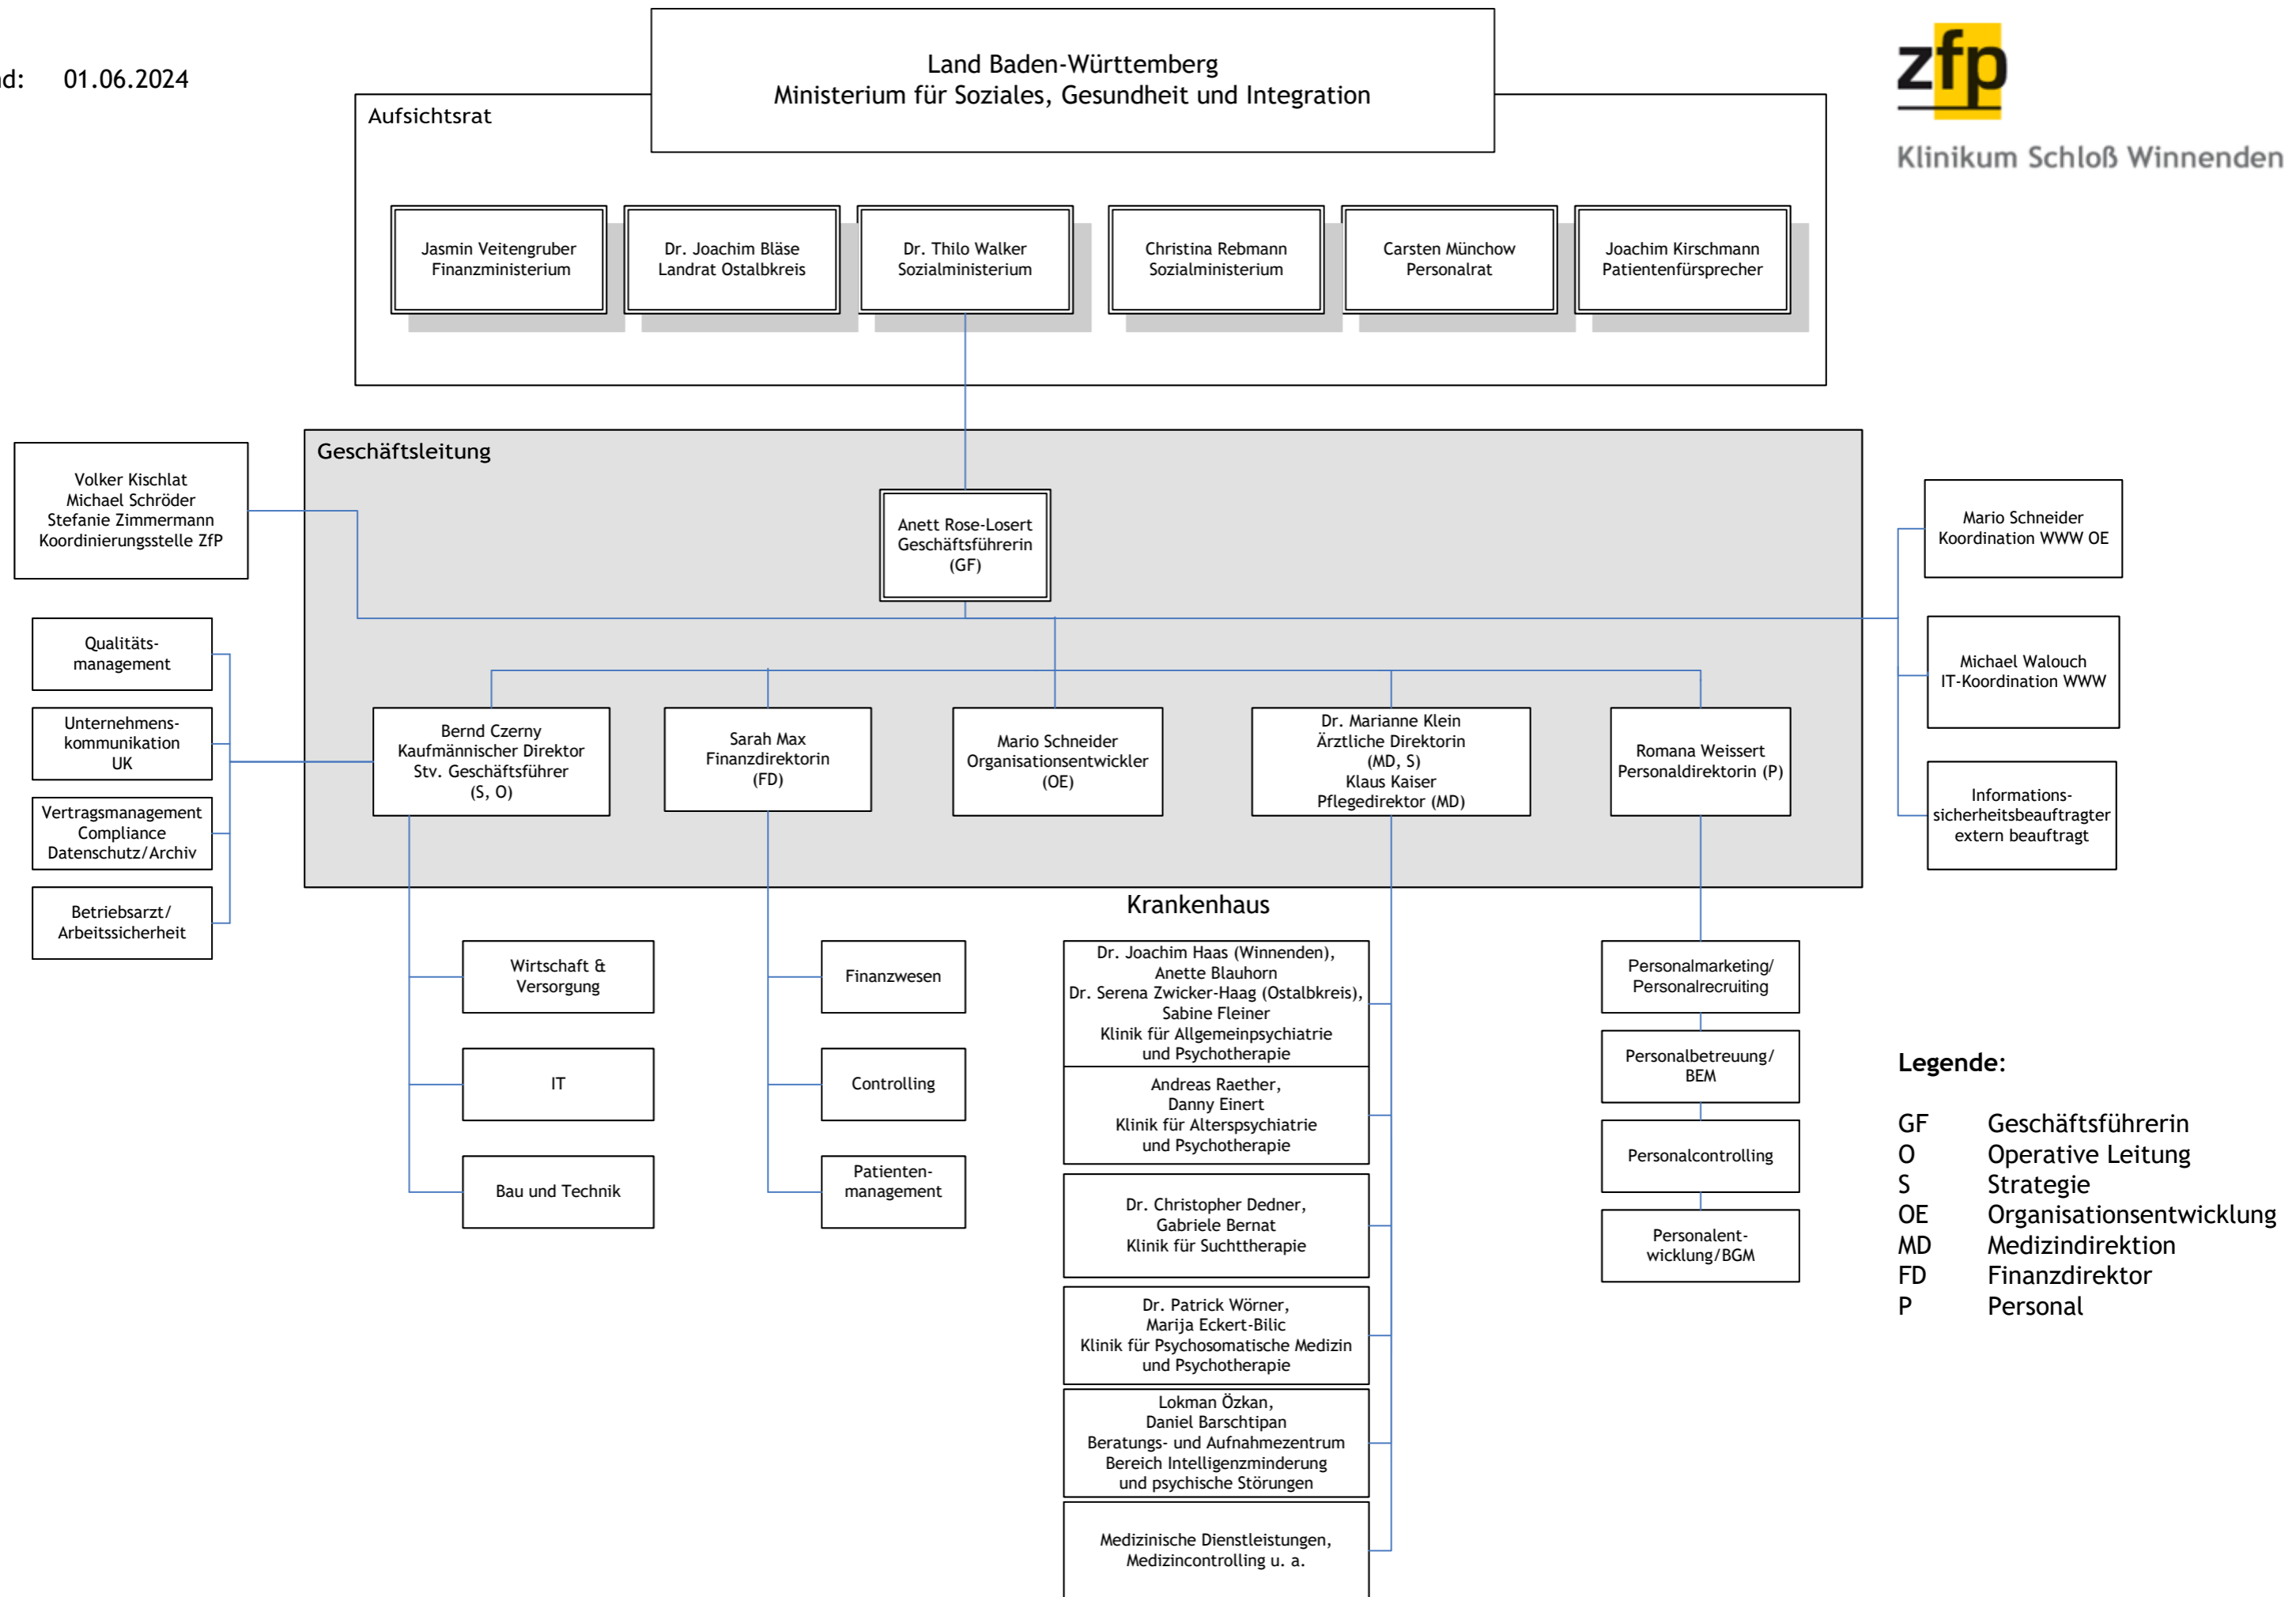 01.06.2024
Land Baden-Württemberg
Ministerium für Soziales, Gesundheit und Integration
zfp
Klinikum Schloß Winnenden
Aufsichtsrat
Jasmin Veitengruber
Finanzministerium
Dr. Joachim Bläse
Landrat Ostalbkreis
Dr. Thilo Walker
Sozialministerium
Christina Rebmann
Sozialministerium
Carsten Münchow
Personalrat
Joachim Kirschmann
Patientenfürsprecher
Geschäftsleitung
Volker Kischlat
Michael Schröder
Stefanie Zimmermann
Koordinierungsstelle ZfP
Anett Rose-Losert
Geschäftsführerin
(GF)
Mario Schneider
Koordination WWW OE
Michael Walouch
IT-Koordination WWW
Informations-
sicherheitsbeauftragter
extern beauftragt
Qualitäts-
management
Unternehmens-
kommunikation
UK
Vertragsmanagement
Compliance
Datenschutz/Archiv
Betriebsarzt/
Arbeitssicherheit
Bernd Czerny
Kaufmännischer Direktor
Stv. Geschäftsführer
(S, O)
Sarah Max
Finanzdirektorin
(FD)
Mario Schneider
Organisationsentwickler
(OE)
Dr. Marianne Klein
Ärztliche Direktorin
(MD, S)
Klaus Kaiser
Pflegedirektor (MD)
Romana Weissert
Personaldirektorin (P)
Krankenhaus
Wirtschaft &
Versorgung
IT
Bau und Technik
Finanzwesen
Controlling
Patienten-
management
Dr. Joachim Haas (Winnenden),
Anette Blauhorn
Dr. Serena Zwicker-Haag (Ostalbkreis),
Sabine Fleiner
Klinik für Allgemeinpsychiatrie
und Psychotherapie
Andreas Raether,
Danny Einert
Klinik für Alterspsychiatrie
und Psychotherapie
Dr. Christopher Dedner,
Gabriele Bernat
Klinik für Suchttherapie
Dr. Patrick Wörner,
Marija Eckert-Bilic
Klinik für Psychosomatische Medizin
und Psychotherapie
Lokman Özkan,
Daniel Barschtipan
Beratungs- und Aufnahmezentrum
Bereich Intelligenzminderung
und psychische Störungen
Medizinische Dienstleistungen,
Medizincontrolling u. a.
Personalmarketing/
Personalrecruiting
Personalbetreuung/
BEM
Personalcontrolling
Personalent-
wicklung/BGM
Legende:
GF Geschäftsführerin
O Operative Leitung
S Strategie
OE Organisationsentwicklung
MD Medizindirektion
FD Finanzdirektor
P Personal